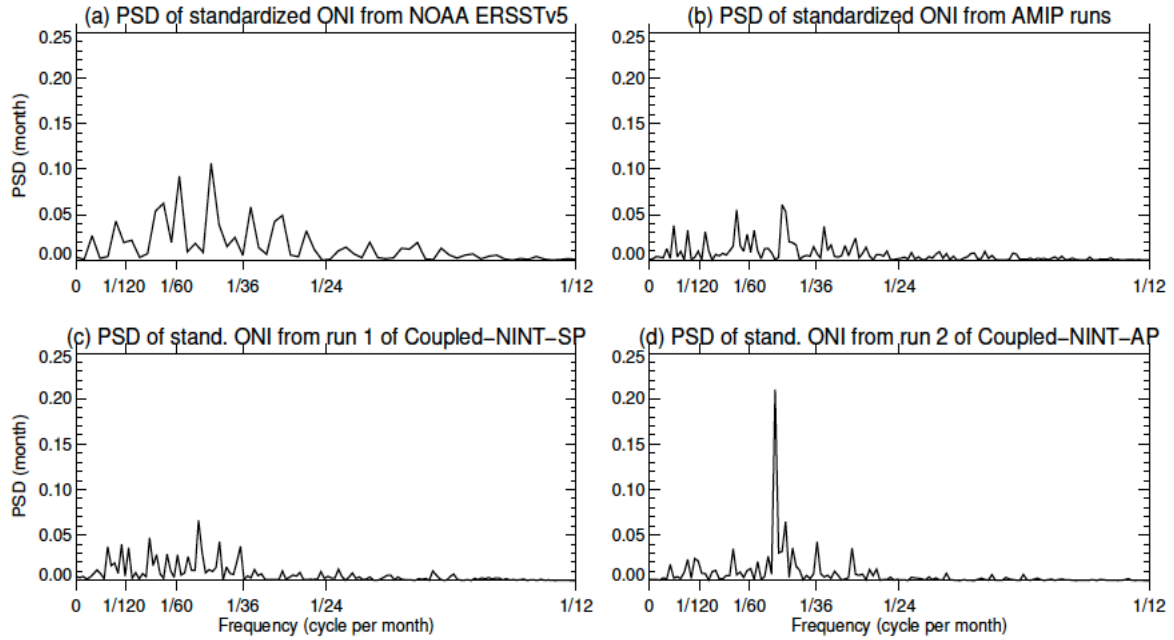 (a) PSD of standardized ONI from NOAA ERSSTv5
PSD (month)
0.25
0.20
0.15
0.10
0.05
0.00
0 1/120 1/60 1/36 1/24 1/12
(b) PSD of standardized ONI from AMIP runs
0.25
0.20
0.15
0.10
0.05
0.00
0 1/120 1/60 1/36 1/24 1/12
(c) PSD of stand. ONI from run 1 of Coupled-NINT-SP
PSD (month)
0.25
0.20
0.15
0.10
0.05
0.00
0 1/120 1/60 1/36 1/24 1/12
Frequency (cycle per month)
(d) PSD of stand. ONI from run 2 of Coupled-NINT-AP
0.25
0.20
0.15
0.10
0.05
0.00
0 1/120 1/60 1/36 1/24 1/12
Frequency (cycle per month)